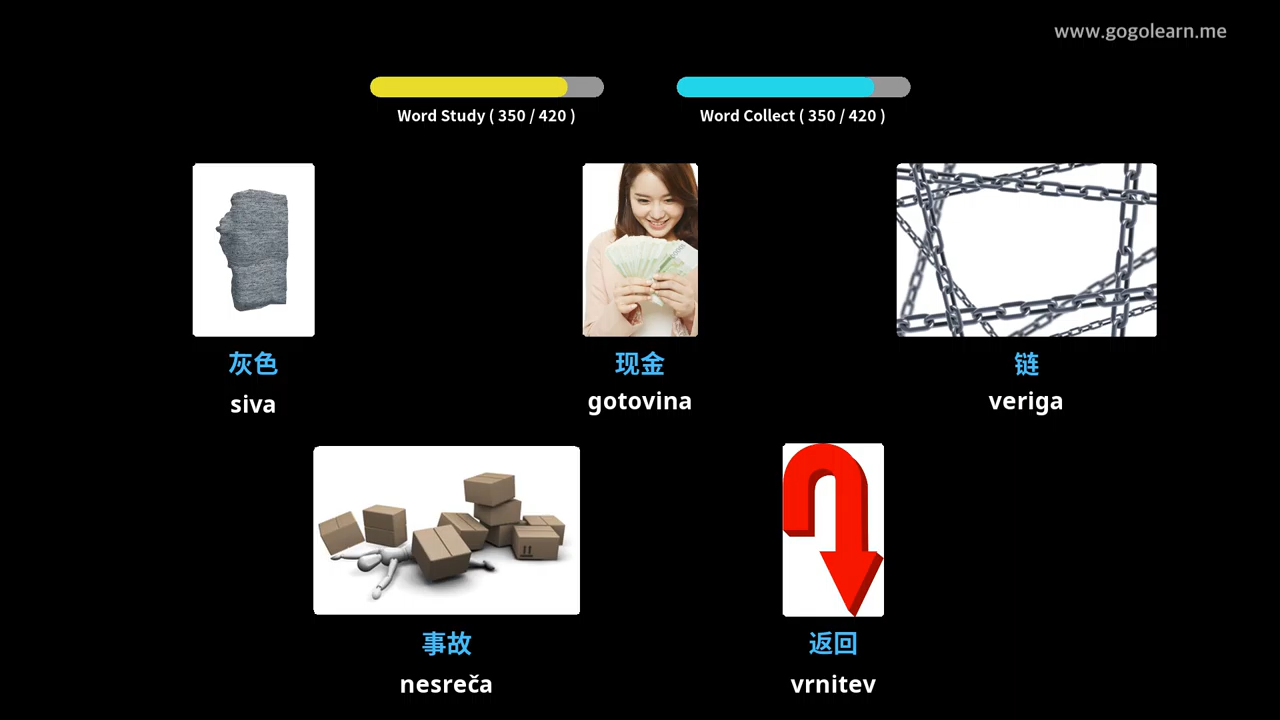 www.gogolearn.me
Word Study ( 350 / 420 )
Word Collect ( 350 / 420 )
灰色
siva
现金
gotovina
链
veriga
事故
nesreča
返回
vrnitev